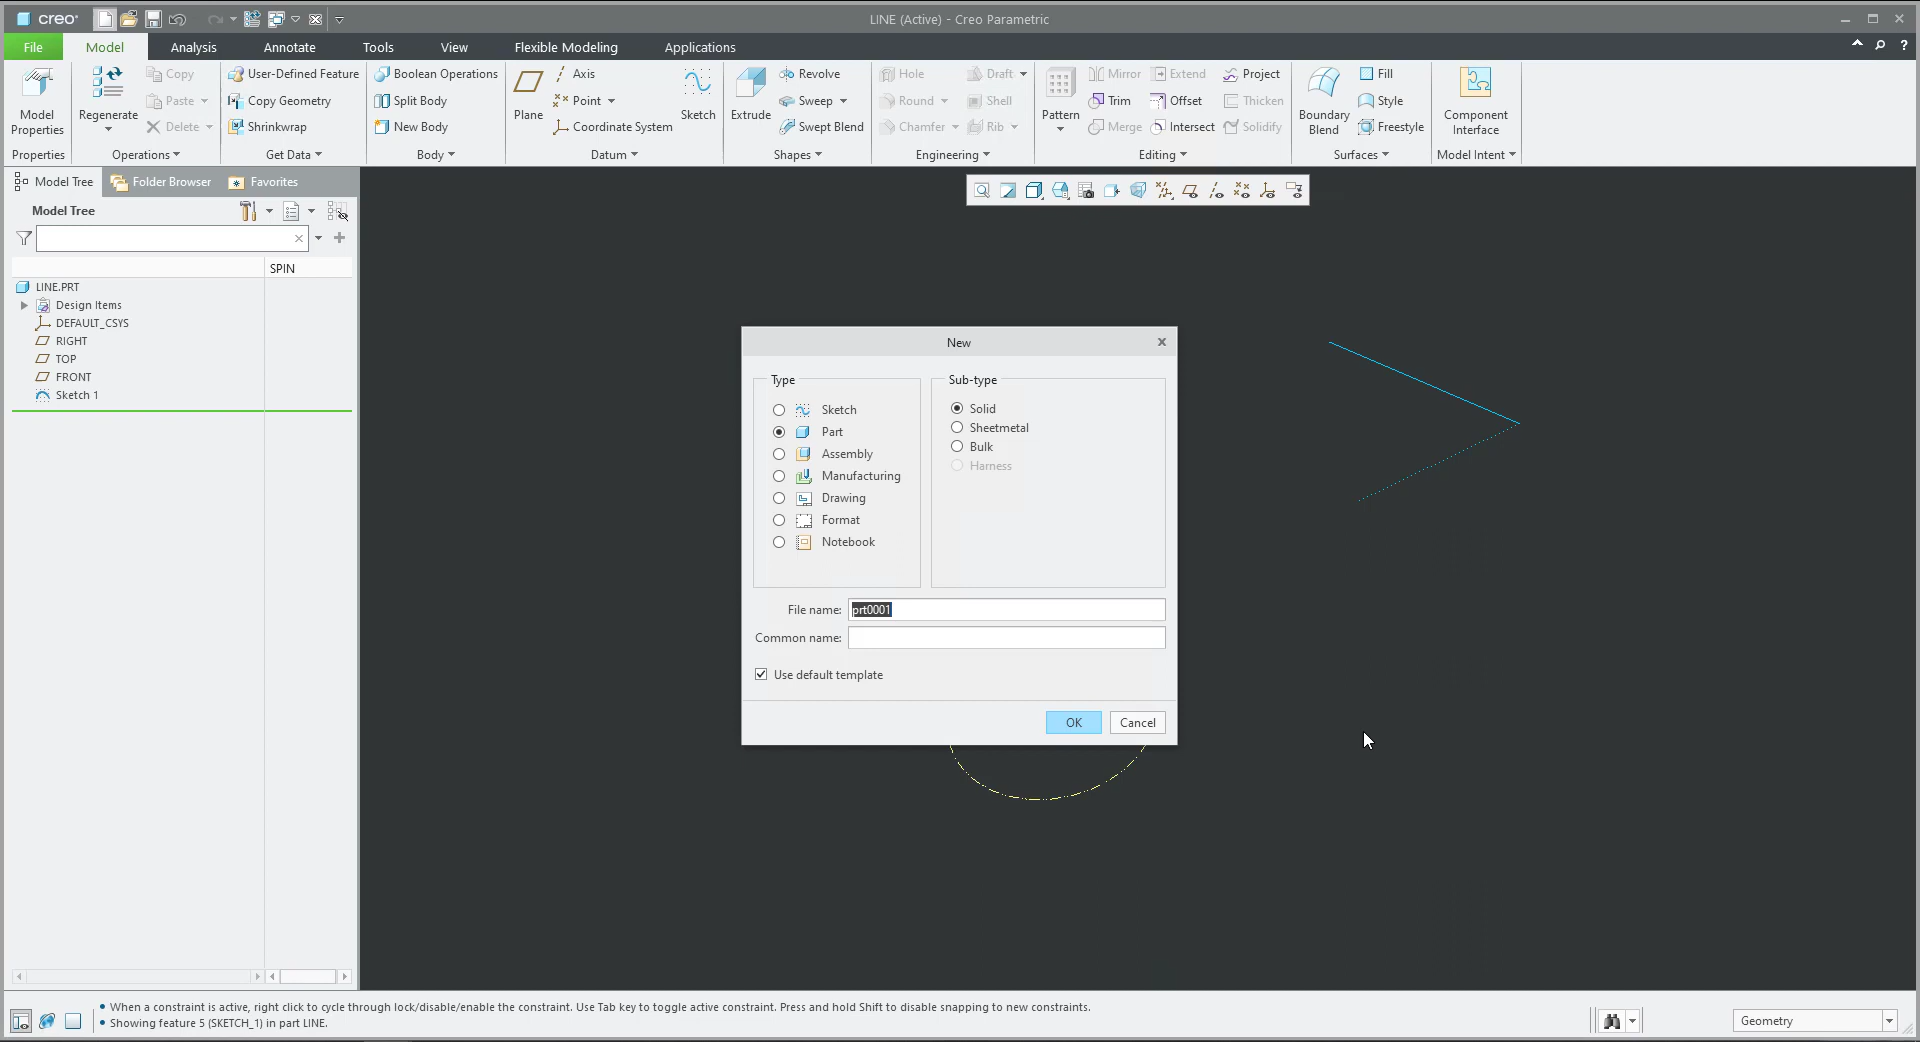 creo®
LINE (Active) - Creo Parametric
File Model Analysis Annotate Tools View Flexible Modeling Applications
Model Properties
Regenerate
Copy
Paste
Delete
User-Defined Feature
Copy Geometry
Shrinkwrap
Boolean Operations
Split Body
New Body
Plane
Axis
Point
Coordinate System
Sketch
Extrude
Revolve
Sweep
Swept Blend
Hole
Round
Chamfer
Draft
Shell
Rib
Pattern
Mirror
Trim
Merge
Extend
Offset
Intersect
Project
Thicken
Solidify
Boundary Blend
Fill
Style
Freestyle
Component Interface
Properties Operations Get Data Body Datum Shapes Engineering Editing Surfaces Model Intent
Model Tree Folder Browser Favorites
Model Tree
SPIN
LINE.PRT
Design Items
DEFAULT_CSYS
RIGHT
TOP
FRONT
Sketch 1
New
Type
Sketch
Part
Assembly
Manufacturing
Drawing
Format
Notebook
Sub-type
Solid
Sheetmetal
Bulk
Harness
File name: prt0001
Common name:
Use default template
OK Cancel
• When a constraint is active, right click to cycle through lock/disable/enable the constraint. Use Tab key to toggle active constraint. Press and hold Shift to disable snapping to new constraints.
• Showing feature 5 (SKETCH_1) in part LINE.
Geometry